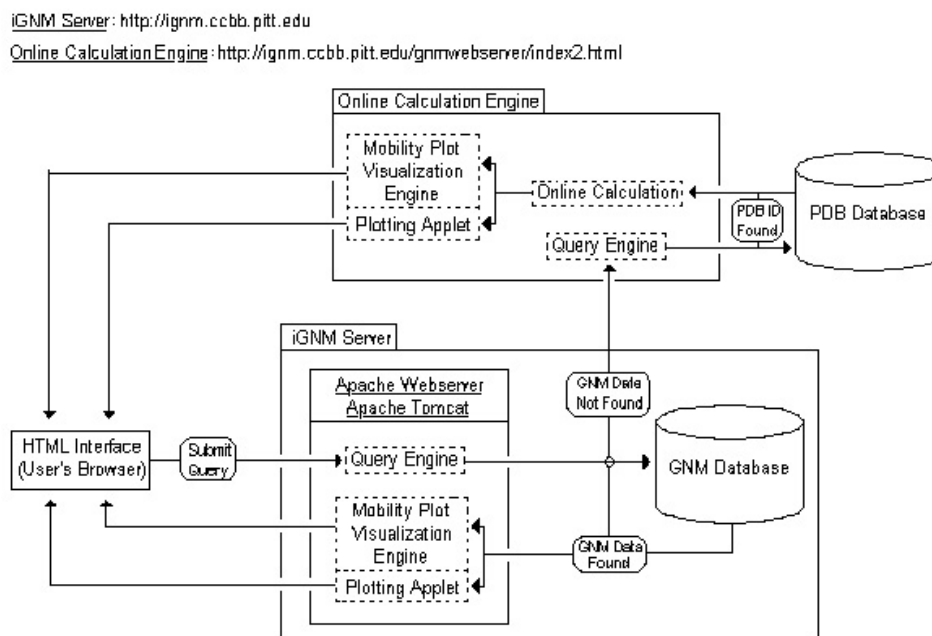 iGNM Server: http://ignm.ccbb.pitt.edu
Online Calculation Engine: http://ignm.ccbb.pitt.edu/gnmwebserver/index2.html
Online Calculation Engine
Mobility Plot
Visualization
Engine
Plotting Applet
Online Calculation
Query Engine
PDB ID
Found
PDB Database
iGNM Server
Apache Webserver
Apache Tomcat
GNM Data
Not Found
HTML Interface
(User's Browser)
Submit
Query
Query Engine
GNM Database
Mobility Plot
Visualization
Engine
Plotting Applet
GNM Data
Found